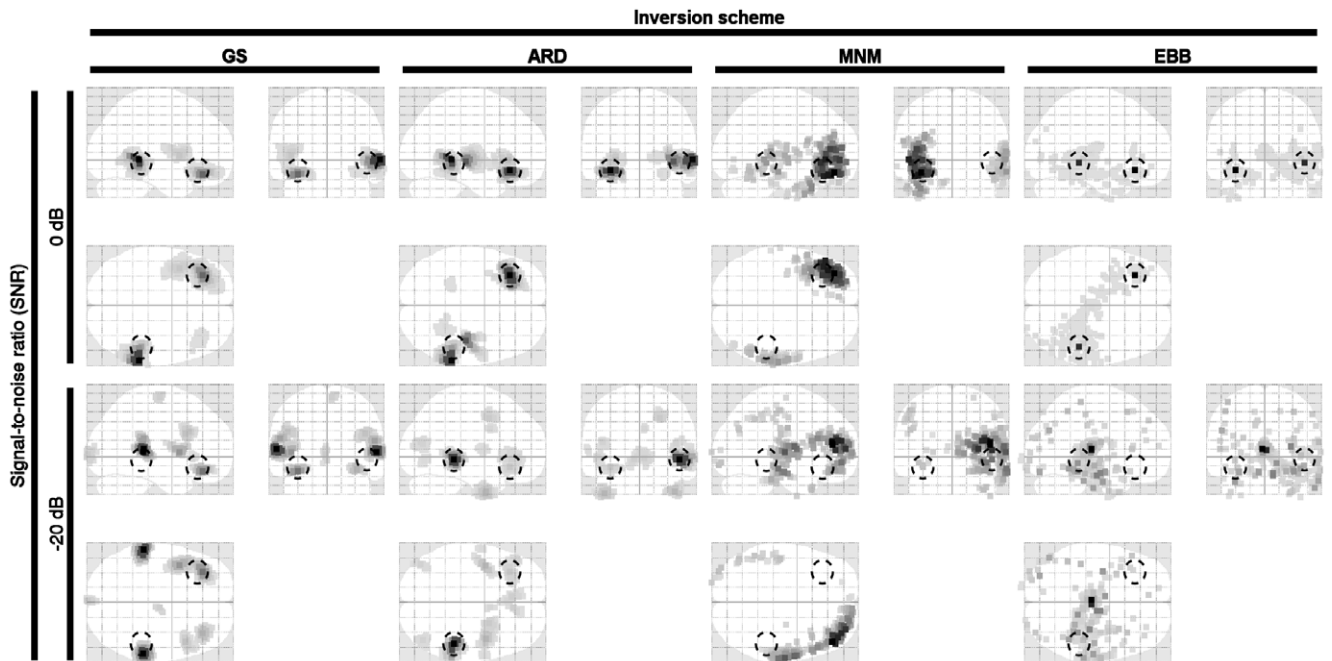 Inversion scheme
GS ARD MNM EBB
Signal-to-noise ratio (SNR)
0 dB
-20 dB